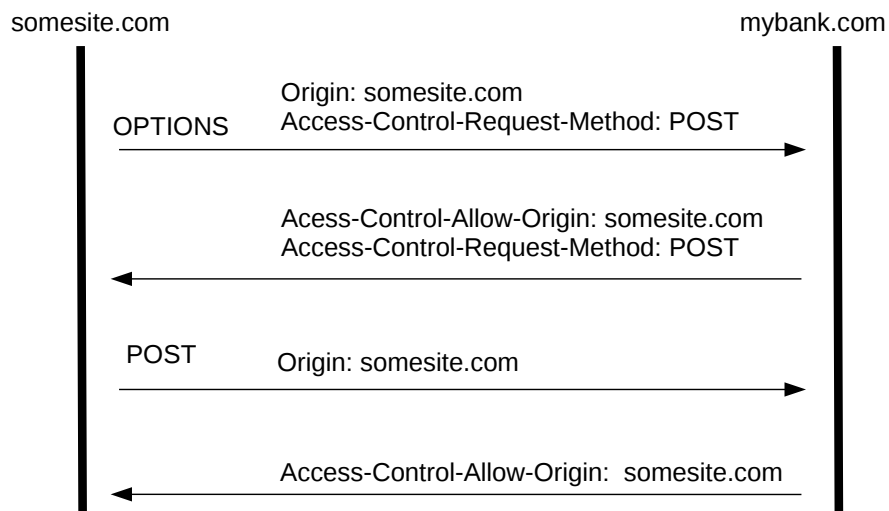 somesite.com
mybank.com
Origin: somesite.com
OPTIONS
Access-Control-Request-Method: POST
Acess-Control-Allow-Origin: somesite.com
Access-Control-Request-Method: POST
POST
Origin: somesite.com
Access-Control-Allow-Origin:  somesite.com